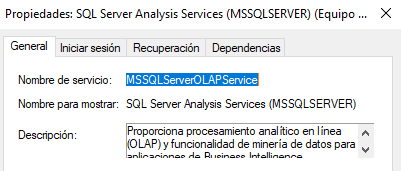 Propiedades: SQL Server Analysis Services (MSSQLSERVER) (Equipo ...
General Iniciar sesión Recuperación Dependencias
Nombre de servicio: MSSQLServerOLAPService
Nombre para mostrar: SQL Server Analysis Services (MSSQLSERVER)
Descripción: Proporciona procesamiento analítico en línea
(OLAP) y funcionalidad de minería de datos para
aplicaciones de Business Intelligence